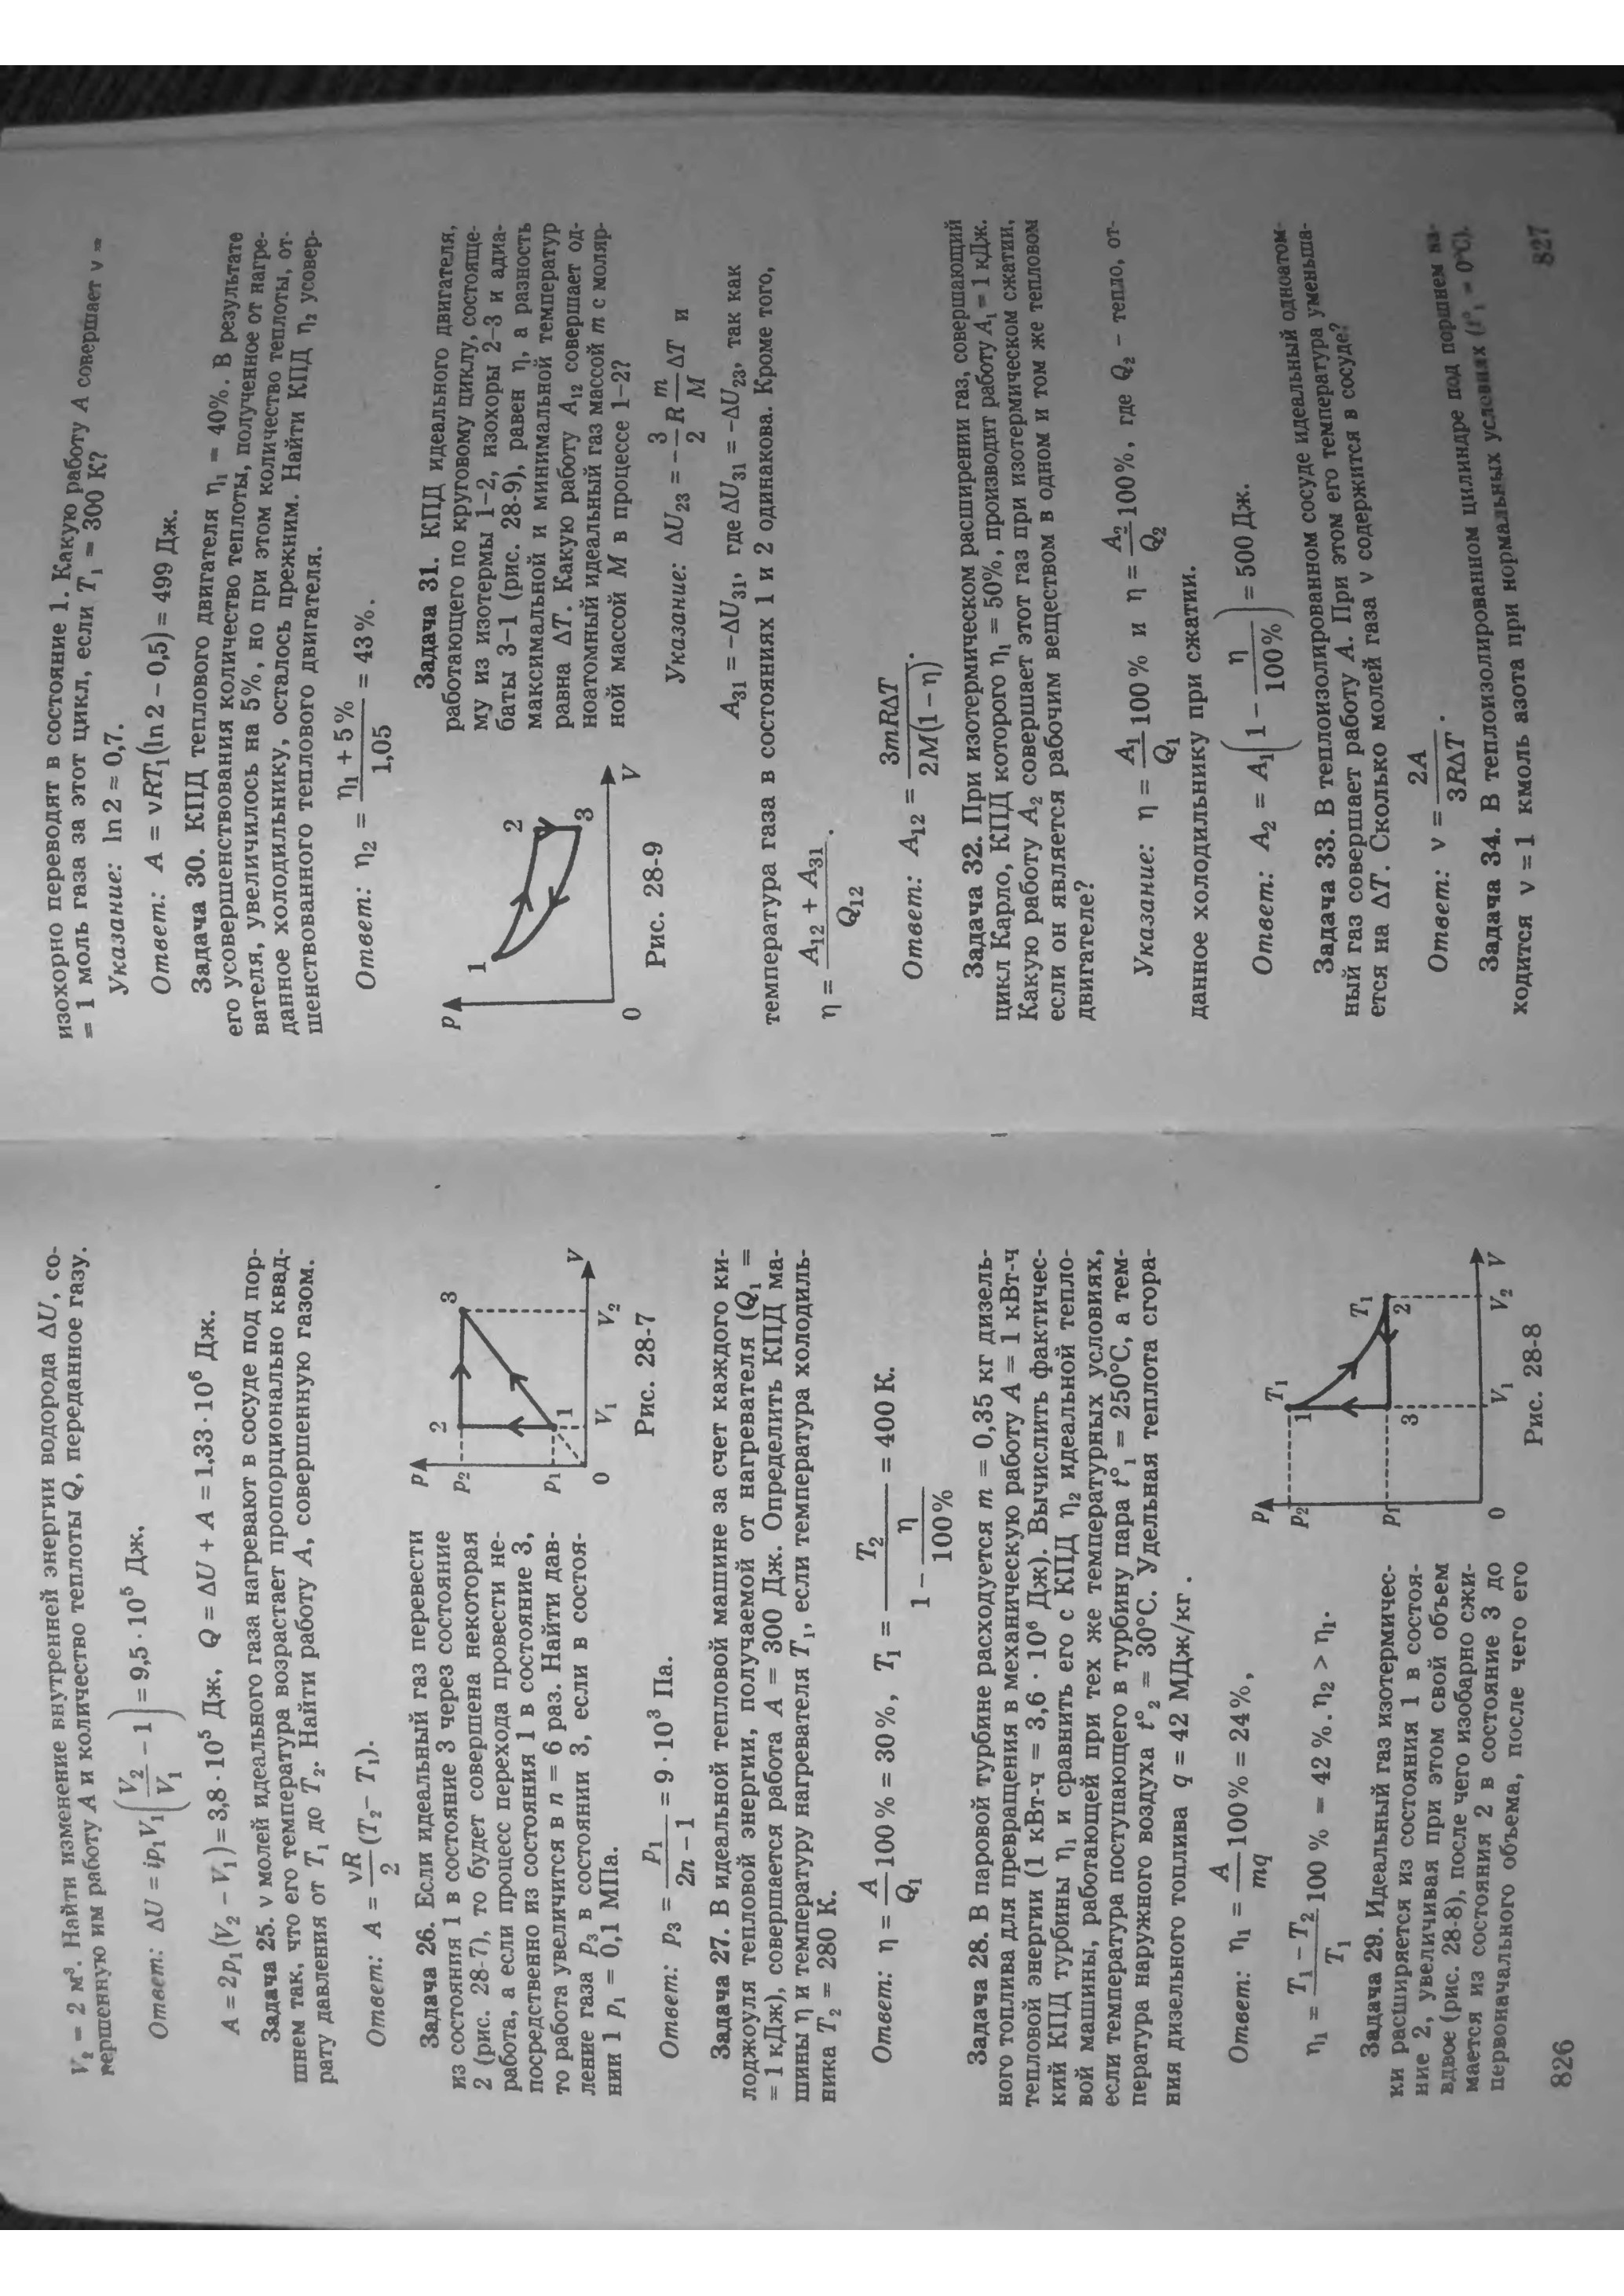 V₂ = 2 м³. Найти изменение внутренней энергии водорода ΔU, со-
вершенную им работу A и количество теплоты Q, переданное газу.
Ответ: ΔU = ip₁V₁(V₂/V₁ − 1) = 9,5 · 10⁵ Дж,
A = 2p₁(V₂ − V₁) = 3,8 · 10⁵ Дж, Q = ΔU + A = 1,33 · 10⁶ Дж.
Задача 25. ν молей идеального газа нагревают в сосуде под пор-
шнем так, что его температура возрастает пропорционально квад-
рату давления от T₁ до T₂. Найти работу A, совершенную газом.
Ответ: A = νR/2 (T₂ − T₁).
Задача 26. Если идеальный газ перевести
из состояния 1 в состояние 3 через состояние
2 (рис. 28-7), то будет совершена некоторая
работа, а если процесс перехода провести не-
посредственно из состояния 1 в состояние 3,
то работа увеличится в n = 6 раз. Найти дав-
ление газа p₃ в состоянии 3, если в состоя-
нии 1 p₁ = 0,1 МПа.
p
p₂
p₁
2
3
1
0
V₁
V₂
V
Рис. 28-7
Ответ: p₃ = p₁/(2n − 1) = 9 · 10³ Па.
Задача 27. В идеальной тепловой машине за счет каждого ки-
лоджоуля тепловой энергии, получаемой от нагревателя (Q₁ =
= 1 кДж), совершается работа A = 300 Дж. Определить КПД ма-
шины η и температуру нагревателя T₁, если температура холодиль-
ника T₂ = 280 К.
Ответ: η = A/Q₁ 100 % = 30 %, T₁ = T₂/(1 − η/100%) = 400 К.
Задача 28. В паровой турбине расходуется m = 0,35 кг дизель-
ного топлива для превращения в механическую работу A = 1 кВт-ч
тепловой энергии (1 кВт-ч = 3,6 · 10⁶ Дж). Вычислить фактичес-
кий КПД турбины η₁ и сравнить его с КПД η₂ идеальной тепло-
вой машины, работающей при тех же температурных условиях,
если температура поступающего в турбину пара t°₁ = 250°С, а тем-
пература наружного воздуха t°₂ = 30°С. Удельная теплота сгора-
ния дизельного топлива q = 42 МДж/кг .
Ответ: η₁ = A/mq 100% = 24%,
η₁ = (T₁ − T₂)/T₁ 100 % = 42 %. η₂ > η₁.
Задача 29. Идеальный газ изотермичес-
ки расширяется из состояния 1 в состоя-
ние 2, увеличивая при этом свой объем
вдвое (рис. 28-8), после чего изобарно сжи-
мается из состояния 2 в состояние 3 до
первоначального объема, после чего его
p
p₂
p₁
T₁
1
T₁
2
3
0
V₁
V₂
V
Рис. 28-8
826
изохорно переводят в состояние 1. Какую работу A совершает ν =
= 1 моль газа за этот цикл, если T₁ = 300 К?
Указание: ln 2 ≈ 0,7.
Ответ: A = νRT₁(ln 2 − 0,5) = 499 Дж.
Задача 30. КПД теплового двигателя η₁ = 40%. В результате
его усовершенствования количество теплоты, полученное от нагре-
вателя, увеличилось на 5%, но при этом количество теплоты, от-
данное холодильнику, осталось прежним. Найти КПД η₂ усовер-
шенствованного теплового двигателя.
Ответ: η₂ = (η₁ + 5%)/1,05 = 43%.
p
1
2
3
0
V
Рис. 28-9
Задача 31. КПД идеального двигателя,
работающего по круговому циклу, состояще-
му из изотермы 1–2, изохоры 2–3 и адиа-
баты 3–1 (рис. 28-9), равен η, а разность
максимальной и минимальной температур
равна ΔT. Какую работу A₁₂ совершает од-
ноатомный идеальный газ массой m с моляр-
ной массой M в процессе 1–2?
Указание: ΔU₂₃ = −3/2 R m/M ΔT и
A₃₁ = −ΔU₃₁, где ΔU₃₁ = −ΔU₂₃, так как
температура газа в состояниях 1 и 2 одинакова. Кроме того,
η = (A₁₂ + A₃₁)/Q₁₂ .
Ответ: A₁₂ = 3mRΔT/2M(1 − η).
Задача 32. При изотермическом расширении газ, совершающий
цикл Карло, КПД которого η₁ = 50%, производит работу A₁ = 1 кДж.
Какую работу A₂ совершает этот газ при изотермическом сжатии,
если он является рабочим веществом в одном и том же тепловом
двигателе?
Указание: η = A₁/Q₁ 100% и η = A₂/Q₂ 100%, где Q₂ – тепло, от-
данное холодильнику при сжатии.
Ответ: A₂ = A₁(1 − η/100%) = 500 Дж.
Задача 33. В теплоизолированном сосуде идеальный одноатом-
ный газ совершает работу A. При этом его температура уменьша-
ется на ΔT. Сколько молей газа ν содержится в сосуде?
Ответ: ν = 2A/3RΔT .
Задача 34. В теплоизолированном цилиндре под поршнем на-
ходится ν = 1 кмоль азота при нормальных условиях (t°₁ = 0°С).
827